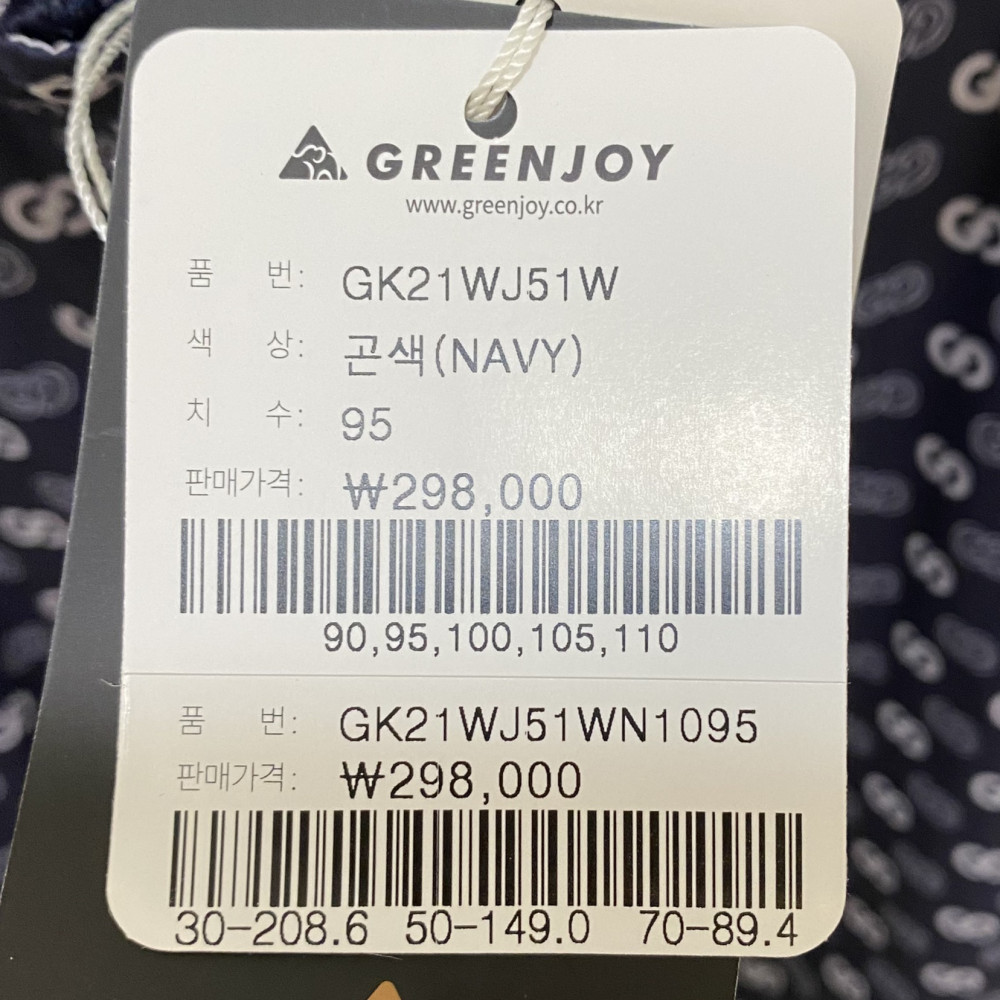 GREENJOY
www.greenjoy.co.kr
품 번: GK21WJ51W
색 상: 곤색(NAVY)
치 수: 95
판매가격: ₩298,000
90,95,100,105,110
품 번: GK21WJ51WN1095
판매가격: ₩298,000
30-208.6 50-149.0 70-89.4